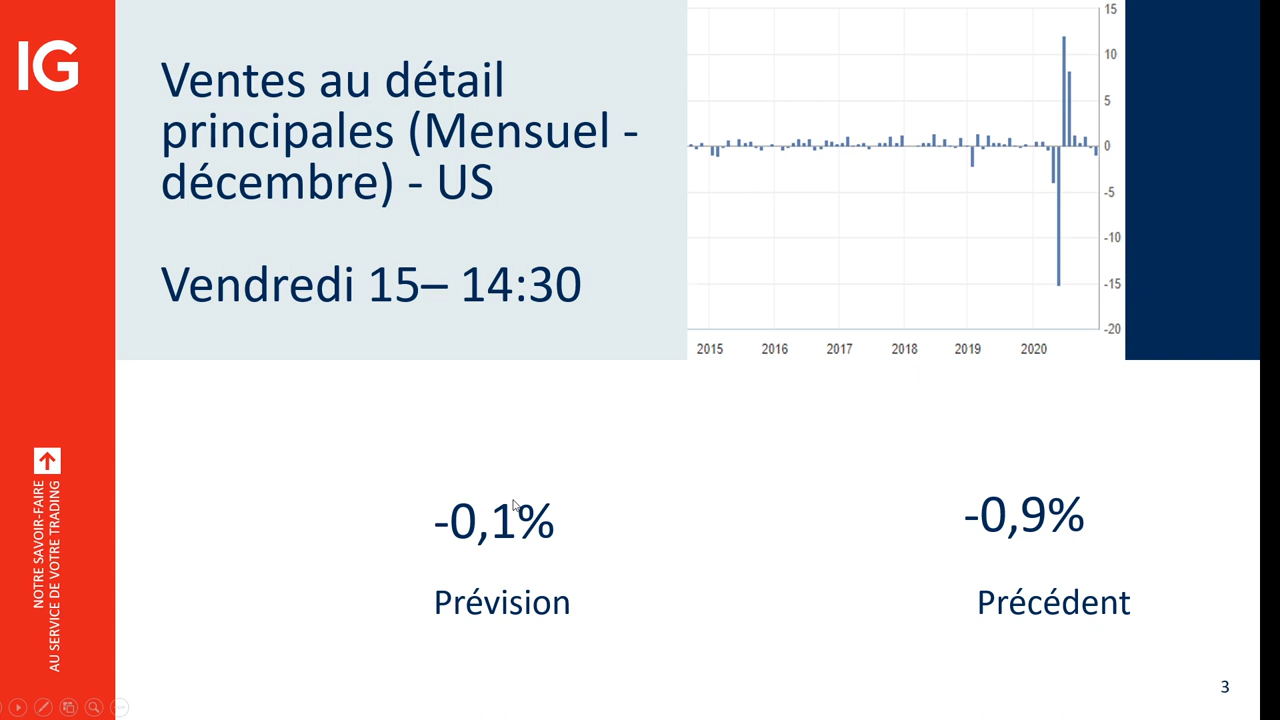 IG
Ventes au détail
principales (Mensuel -
décembre) - US
Vendredi 15– 14:30
15
10
5
0
-5
-10
-15
-20
2015 2016 2017 2018 2019 2020
-0,1%
Prévision
-0,9%
Précédent
NOTRE SAVOIR-FAIRE
AU SERVICE DE VOTRE TRADING
3